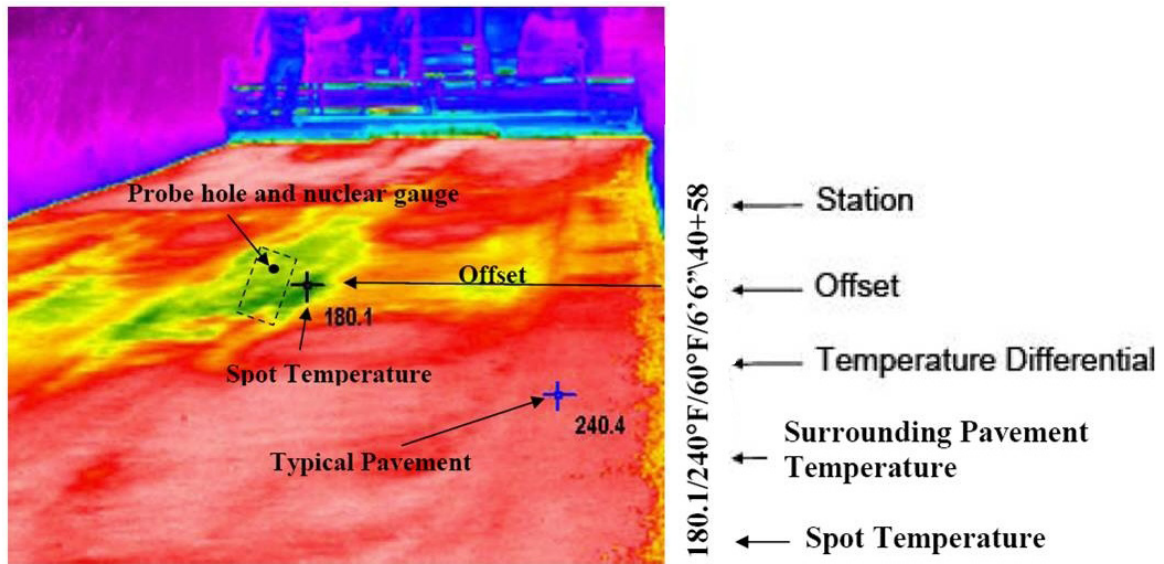 Probe hole and nuclear gauge
Offset
180.1
Spot Temperature
240.4
Typical Pavement
180.1/240°F/60°F/6'6”\40+58
Station
Offset
Temperature Differential
Surrounding Pavement
Temperature
Spot Temperature